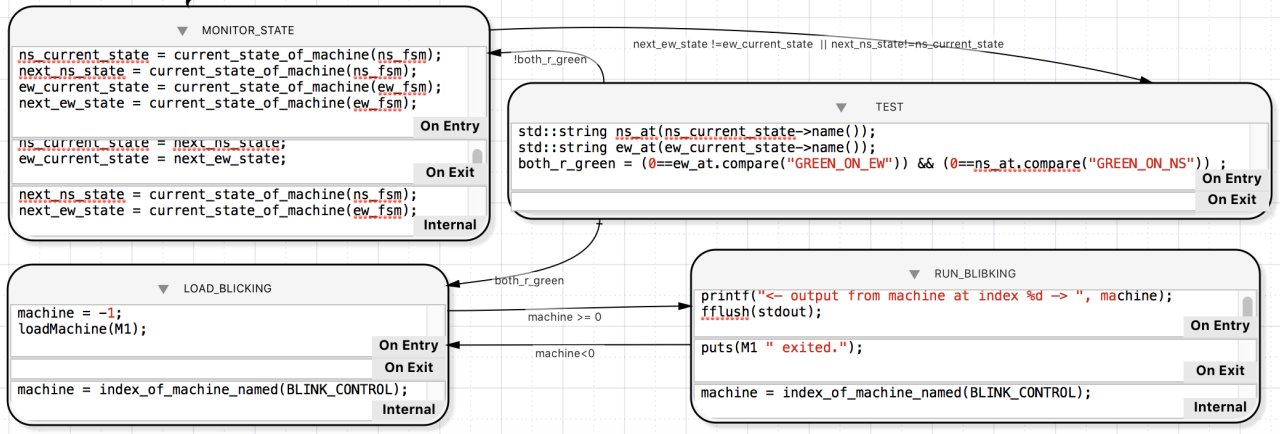 MONITOR_STATE
ns_current_state = current_state_of_machine(ns_fsm);
next_ns_state = current_state_of_machine(ns_fsm);
ew_current_state = current_state_of_machine(ew_fsm);
next_ew_state = current_state_of_machine(ew_fsm);
On Entry
ns_current_state = next_ns_state;
ew_current_state = next_ew_state;
On Exit
next_ns_state = current_state_of_machine(ns_fsm);
next_ew_state = current_state_of_machine(ew_fsm);
Internal
next_ew_state !=ew_current_state || next_ns_state!=ns_current_state
!both_r_green
TEST
std::string ns_at(ns_current_state->name());
std::string ew_at(ew_current_state->name());
both_r_green = (0==ew_at.compare("GREEN_ON_EW")) && (0==ns_at.compare("GREEN_ON_NS")) ;
On Entry
On Exit
both_r_green
LOAD_BLICKING
machine = -1;
loadMachine(M1);
On Entry
On Exit
machine = index_of_machine_named(BLINK_CONTROL);
Internal
machine >= 0
machine<0
RUN_BLIBKING
printf("<— output from machine at index %d —> ", machine);
fflush(stdout);
On Entry
puts(M1 " exited.");
On Exit
machine = index_of_machine_named(BLINK_CONTROL);
Internal